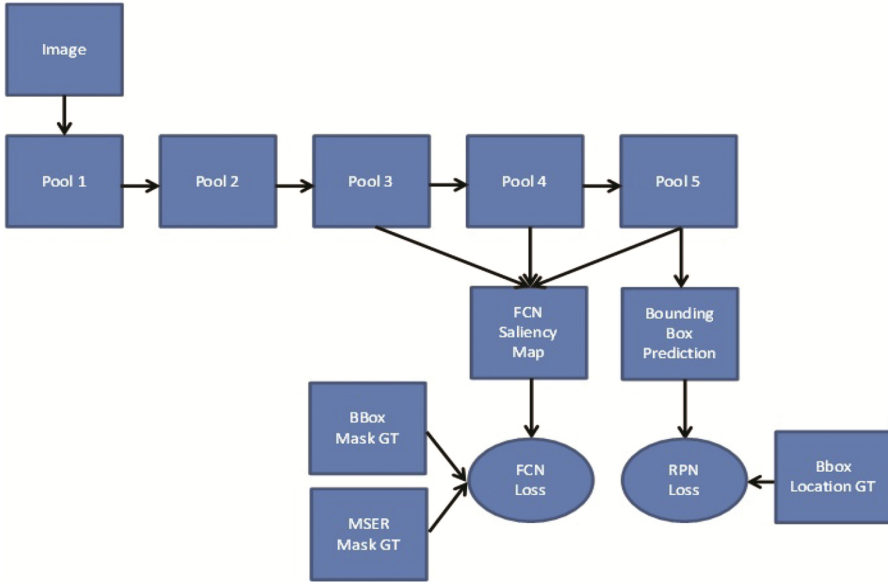 Image
Pool 1
Pool 2
Pool 3
Pool 4
Pool 5
FCN
Saliency
Map
Bounding
Box
Prediction
BBox
Mask GT
FCN
Loss
RPN
Loss
Bbox
Location GT
MSER
Mask GT